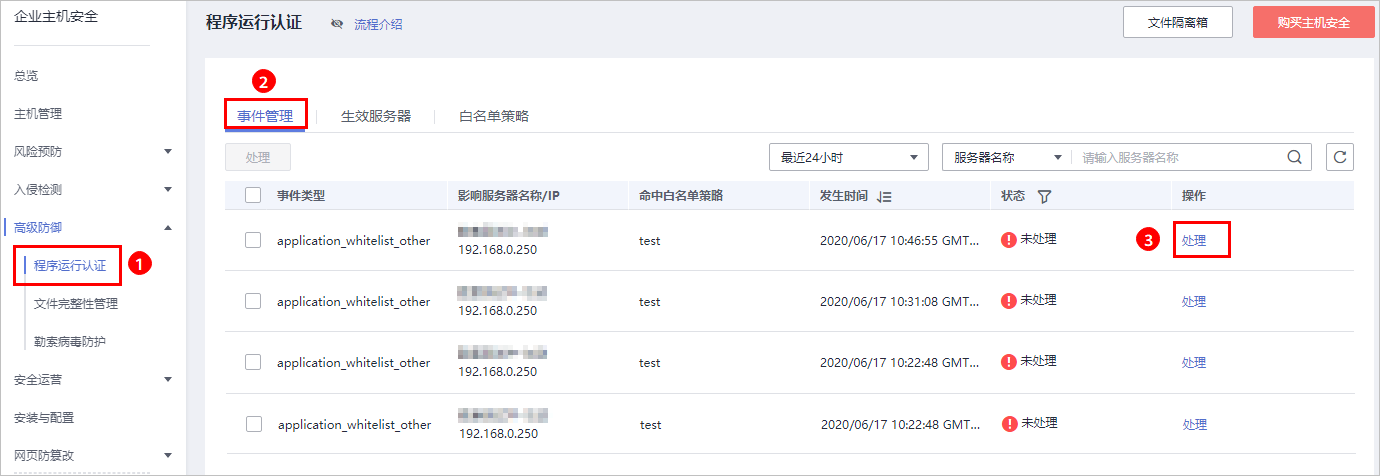 企业主机安全
总览
主机管理
风险预防
入侵检测
高级防御
程序运行认证
1
文件完整性管理
勒索病毒防护
安全运营
安装与配置
网页防篡改
程序运行认证 流程介绍 文件隔离箱 购买主机安全
2
事件管理 生效服务器 白名单策略
处理 最近24小时 服务器名称 请输入服务器名称
事件类型 影响服务器名称/IP 命中白名单策略 发生时间 状态 操作
application_whitelist_other 192.168.0.250 test 2020/06/17 10:46:55 GMT... 未处理 3 处理
application_whitelist_other 192.168.0.250 test 2020/06/17 10:31:08 GMT... 未处理 处理
application_whitelist_other 192.168.0.250 test 2020/06/17 10:22:48 GMT... 未处理 处理
application_whitelist_other 192.168.0.250 test 2020/06/17 10:22:48 GMT... 未处理 处理